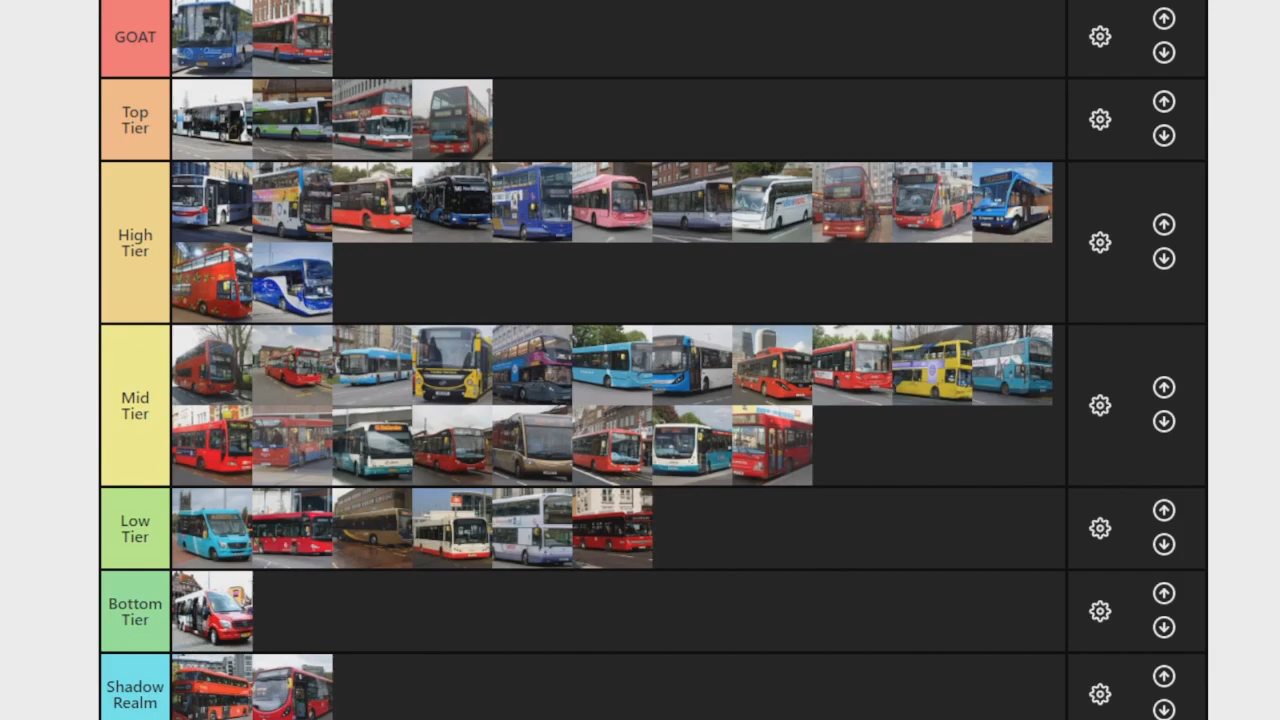 GOAT
Top
Tier
High
Tier
Mid
Tier
Low
Tier
Bottom
Tier
Shadow
Realm